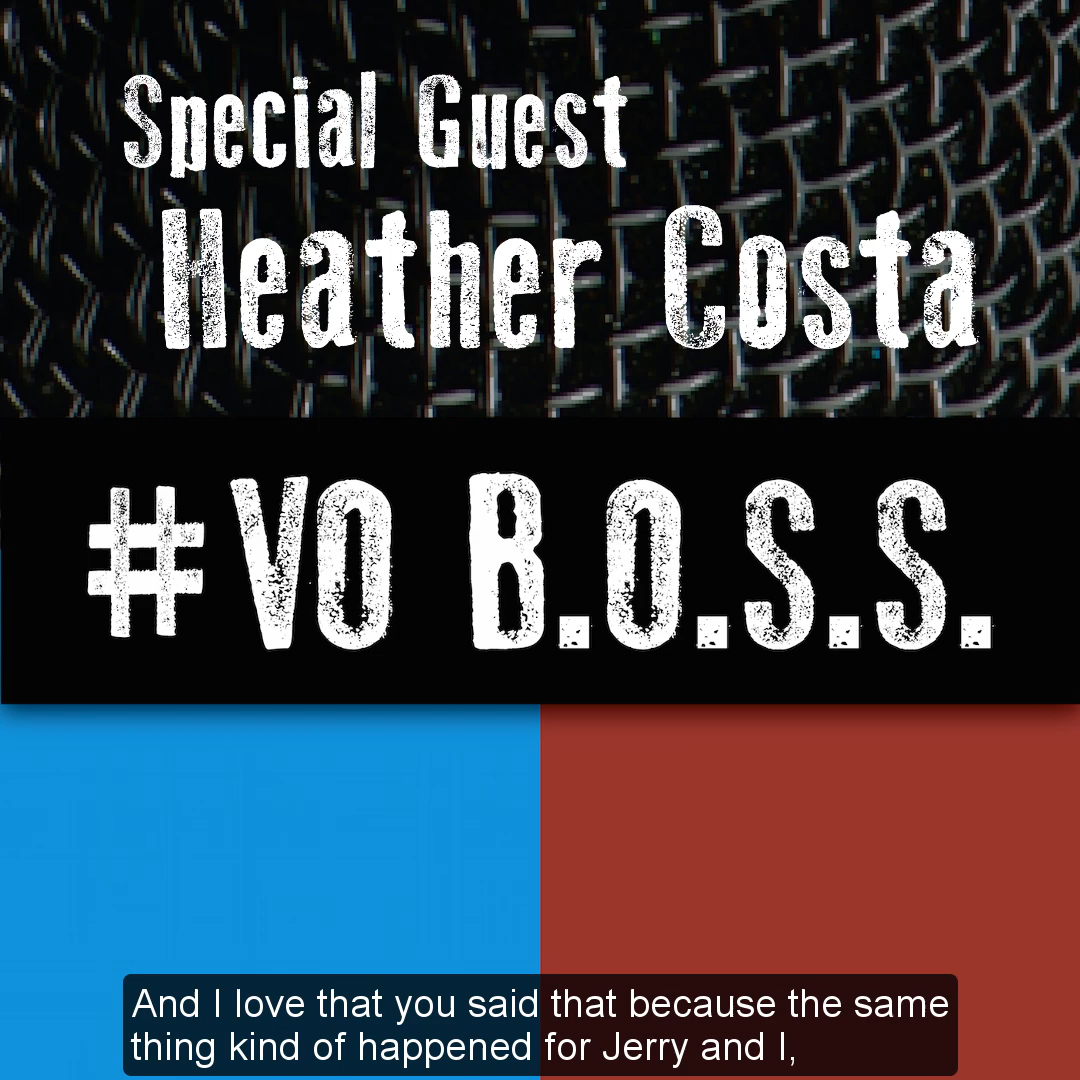 Special Guest
Heather Costa
#VO B.O.S.S.
And I love that you said that because the same
thing kind of happened for Jerry and I,